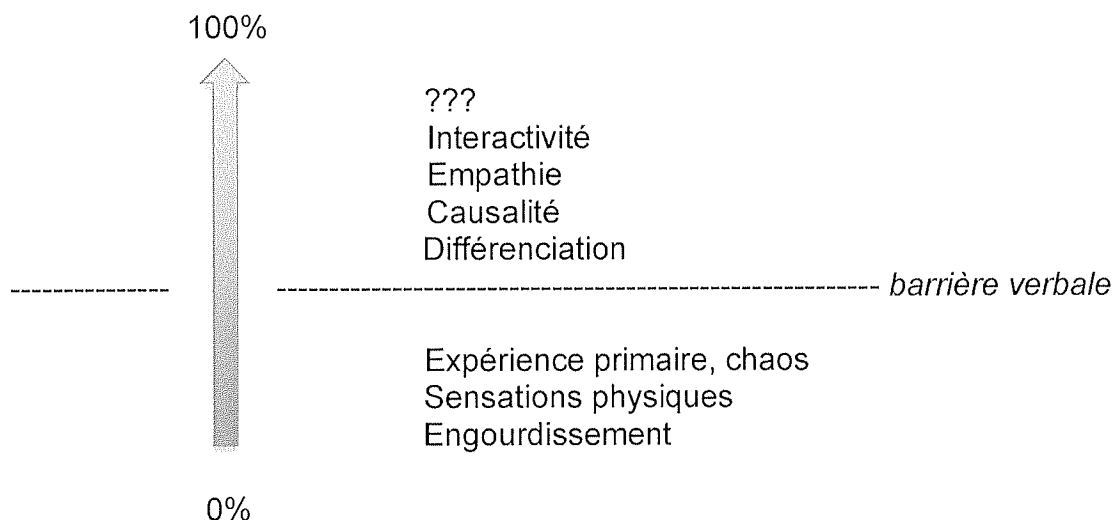 100%
???
Interactivité
Empathie
Causalité
Différenciation
barrière verbale
Expérience primaire, chaos
Sensations physiques
Engourdissement
0%